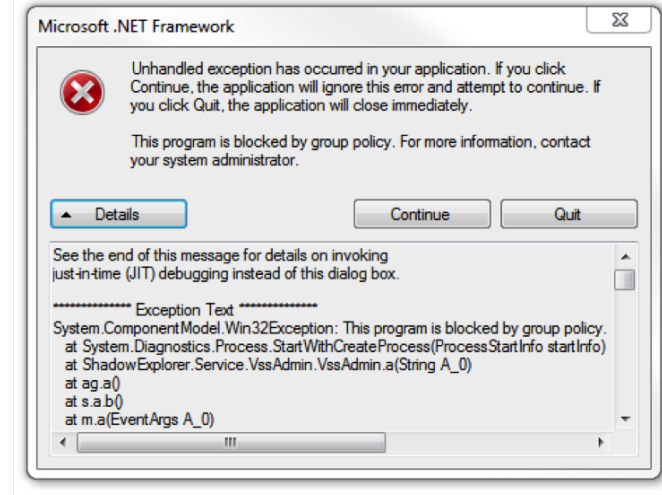 Microsoft .NET Framework
Unhandled exception has occurred in your application. If you click
Continue, the application will ignore this error and attempt to continue. If
you click Quit, the application will close immediately.
This program is blocked by group policy. For more information, contact
your system administrator.
Details
Continue
Quit
See the end of this message for details on invoking
just-in-time (JIT) debugging instead of this dialog box.
************** Exception Text **************
System.ComponentModel.Win32Exception: This program is blocked by group policy.
at System.Diagnostics.Process.StartWithCreateProcess(ProcessStartInfo startInfo)
at ShadowExplorer.Service.VssAdmin.VssAdmin.a(String A_0)
at ag.a()
at s.a.b()
at m.a(EventArgs A_0)